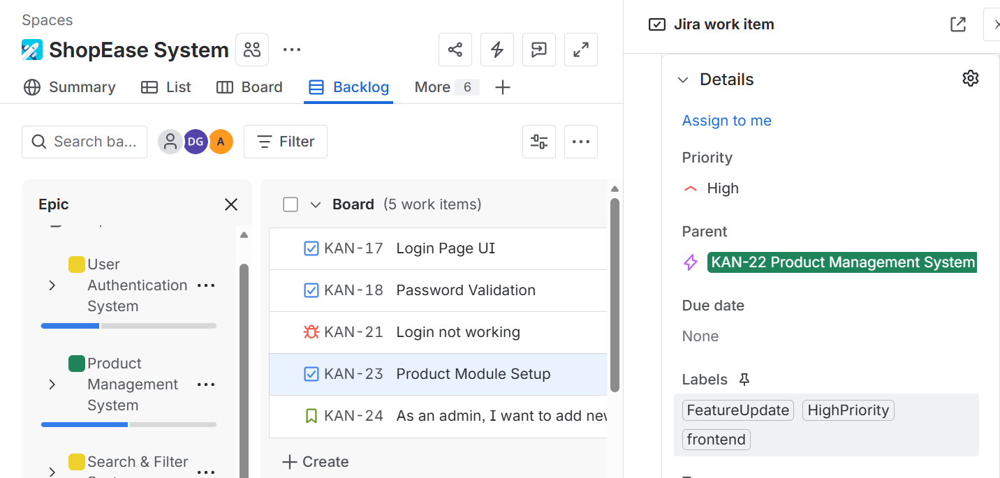 Spaces
ShopEase System
Summary List Board Backlog More 6
Search ba... DG A Filter
Epic
User
Authentication
System
Product
Management
System
Search & Filter
Board (5 work items)
KAN-17 Login Page UI
KAN-18 Password Validation
KAN-21 Login not working
KAN-23 Product Module Setup
KAN-24 As an admin, I want to add new
Create
Jira work item
Details
Assign to me
Priority
High
Parent
KAN-22 Product Management System
Due date
None
Labels
FeatureUpdate HighPriority
frontend